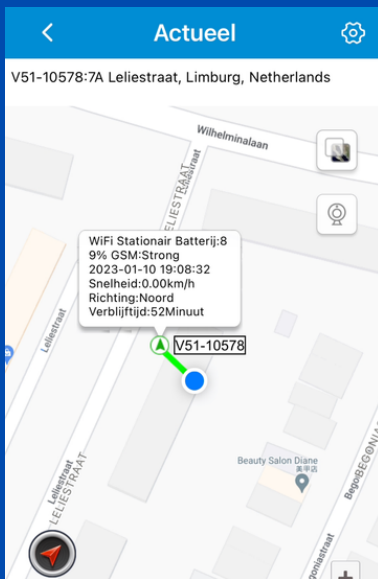 Actueel
V51-10578:7A Leliestraat, Limburg, Netherlands
Wilhelminalaan
Leliestraat
LELIESTRAAT
WiFi Stationair Batterij:8
9% GSM:Strong
2023-01-10 19:08:32
Snelheid:0.00km/h
Richting:Noord
Verblijftijd:52Minuut
V51-10578
Leliestraat
Beauty Salon Diane
美甲店
Leliestraat
LELIESTRAAT